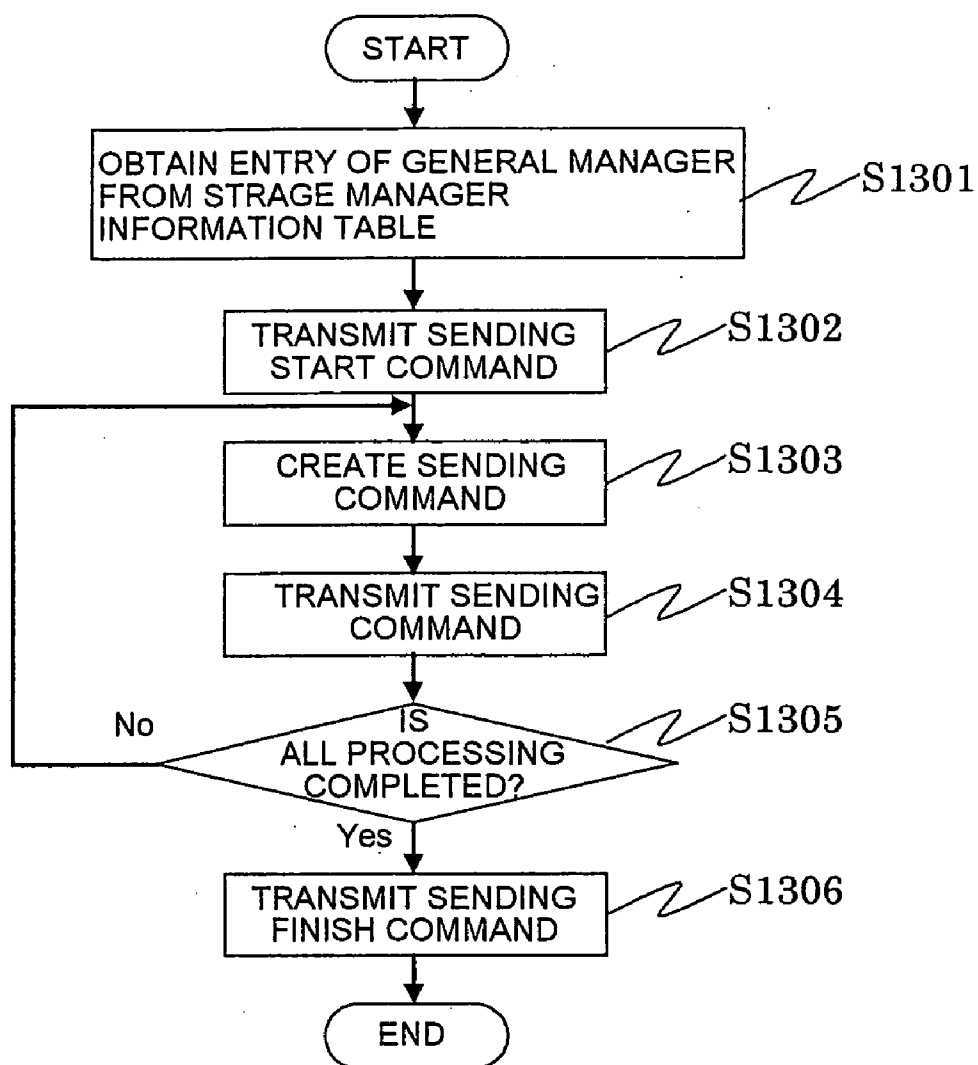 START
OBTAIN ENTRY OF GENERAL MANAGER
FROM STRAGE MANAGER
INFORMATION TABLE
S1301
TRANSMIT SENDING
START COMMAND
S1302
CREATE SENDING
COMMAND
S1303
TRANSMIT SENDING
COMMAND
S1304
IS
ALL PROCESSING
COMPLETED?
S1305
No
Yes
TRANSMIT SENDING
FINISH COMMAND
S1306
END